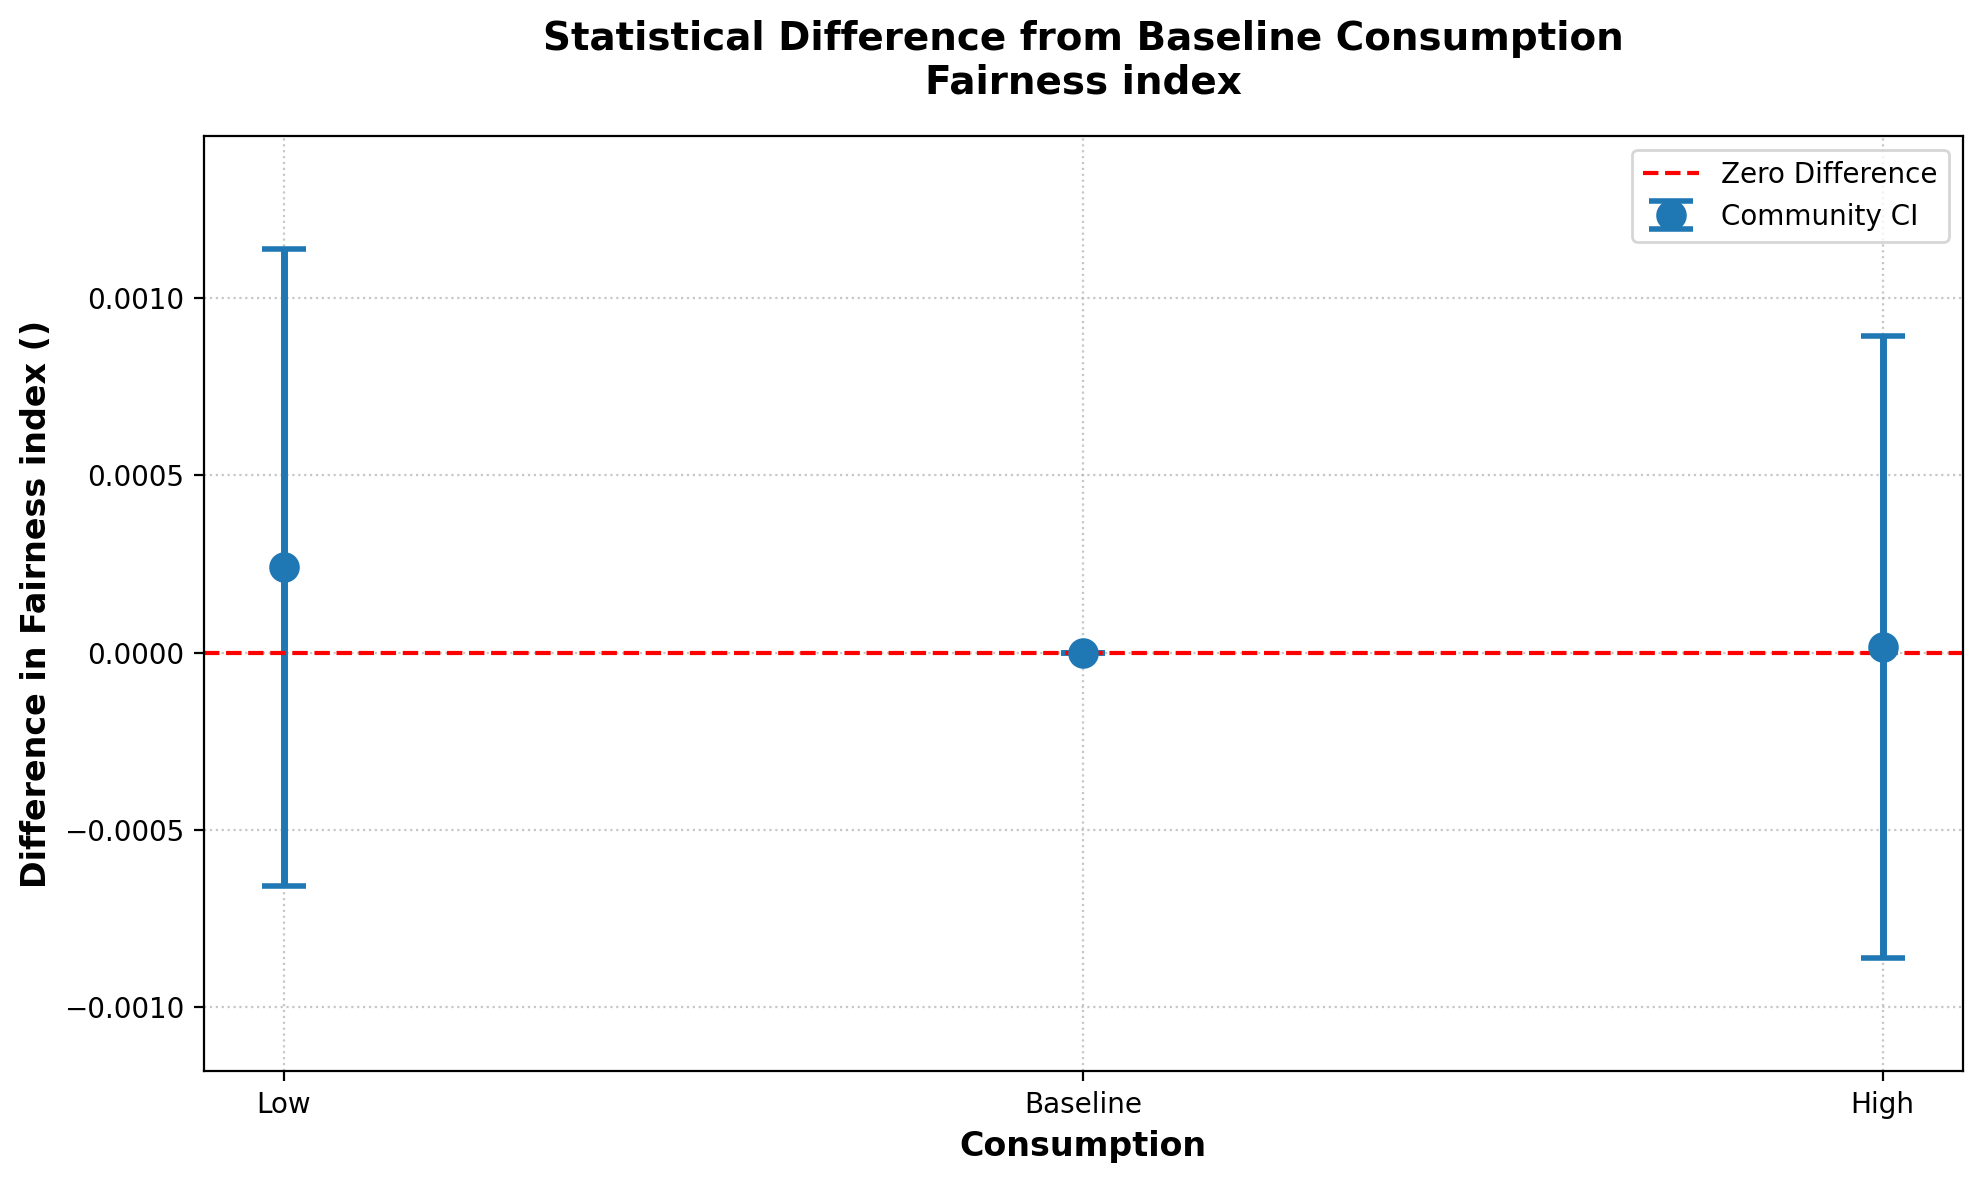 Statistical Difference from Baseline Consumption
Fairness index
Zero Difference
Community CI
Difference in Fairness index ()
0.0010
0.0005
0.0000
−0.0005
−0.0010
Low
Baseline
High
Consumption